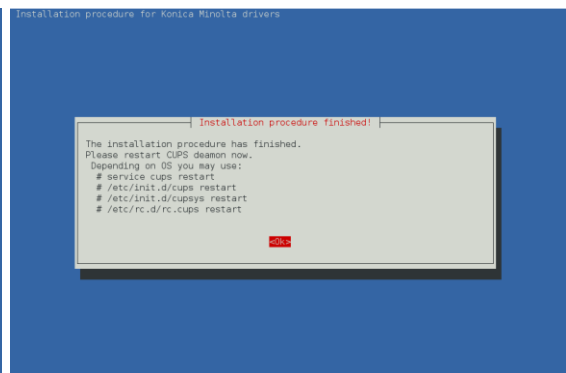 Installation procedure for Konica Minolta drivers
Installation procedure finished!
The installation procedure has finished.
Please restart CUPS deamon now.
Depending on OS you may use:
# service cups restart
# /etc/init.d/cups restart
# /etc/init.d/cupsys restart
# /etc/rc.d/rc.cups restart
<Ok>